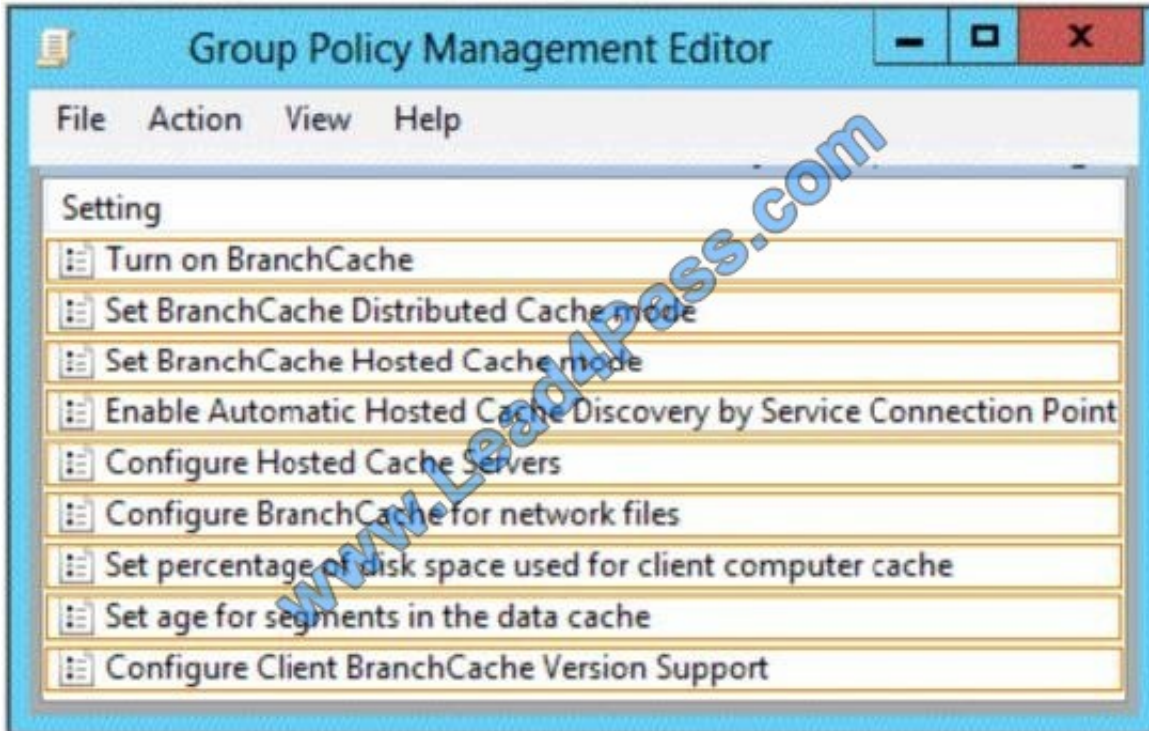 Group Policy Management Editor
File Action View Help
Setting
Turn on BranchCache
Set BranchCache Distributed Cache mode
Set BranchCache Hosted Cache mode
Enable Automatic Hosted Cache Discovery by Service Connection Point
Configure Hosted Cache Servers
Configure BranchCache for network files
Set percentage of disk space used for client computer cache
Set age for segments in the data cache
Configure Client BranchCache Version Support
www.Lead4Pass.com